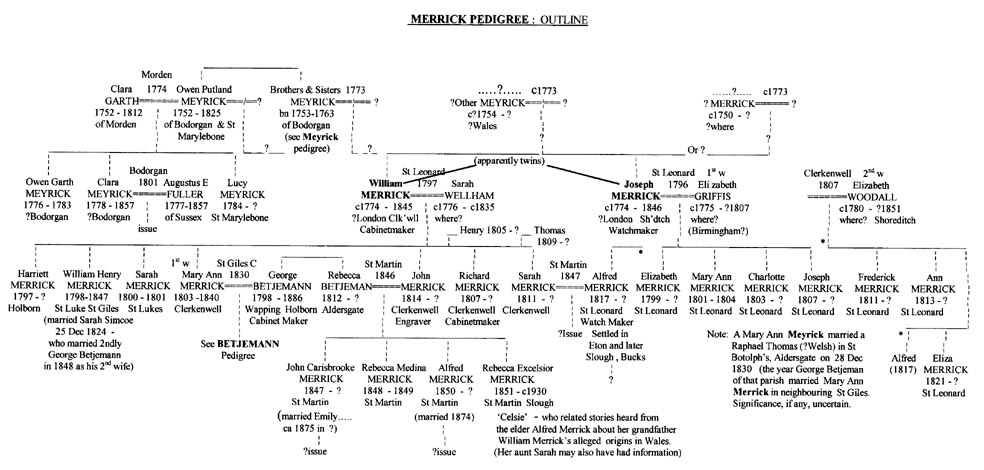 MERRICK PEDIGREE : OUTLINE
Morden
Clara 1774 Owen Putland
GARTH====MEYRICK==≠==?
1752 - 1812 1752 - 1825
of Morden of Bodorgan & St
Marylebone
Brothers & Sisters 1773
MEYRICK==== ?
bn 1753-1763
of Bodorgan
(see Meyrick
pedigree)
.....?..... c1773
?Other MEYRICK====?
c?1754 - ?
?Wales
......?.... c1773
? MERRICK====== ?
c1750 - ?
?where
?
?
?
?
?
Or ?
(apparently twins)
Owen Garth
MEYRICK
1776 - 1783
?Bodorgan
Bodorgan
Clara 1801 Augustus E
MEYRICK=====FULLER
1778 - 1857 1777-1857
?Bodorgan of Sussex
issue
Lucy
MEYRICK
1784 - ?
St Marylebone
St Leonard
William 1797 Sarah
MERRICK====WELLHAM
c1774 - 1845 c1776 - c1835
?London Clk'wll where?
Cabinetmaker
St Leonard 1st w
Joseph 1796 Eli zabeth
MERRICK====GRIFFIS
c1774 - 1846 c1775 - ?1807
?London Sh'dtch where?
Watchmaker (Birmingham?)
Clerkenwell 2nd w
1807 Elizabeth
=======WOODALL
c1780 - ?1851
where? Shoreditch
Henry 1805 - ?
Thomas
1809 - ?
Harriett
MERRICK
1797 - ?
Holborn
William Henry
MERRICK
1798-1847
St Luke St Giles
(married Sarah Simcoe
25 Dec 1824 -
who married 2ndly
George Betjemann
in 1848 as his 2nd wife)
Sarah
MERRICK
1800 - 1801
St Lukes
1st w St Giles C
Mary Ann 1830 George
MERRICK====BETJEMANN
1803 -1840 1798 - 1886
Clerkenwell Wapping Holborn
Cabinet Maker
See BETJEMANN
Pedigree
St Martin
Rebecca 1846 John
BETJEMAN====MERRICK
1812 - ? 1814 - ?
Aldersgate Clerkenwell
Engraver
Richard
MERRICK
1807 -?
Clerkenwell
Cabinetmaker
St Martin
Sarah 1847 Alfred
MERRICK====MERRICK
1811 - ? 1817 - ?
Clerkenwell St Leonard
Watch Maker
Settled in
Eton and later
Slough , Bucks
?Issue
?
Elizabeth
MERRICK
1799 - ?
St Leonard
Mary Ann
MERRICK
1801 - 1804
St Leonard
Charlotte
MERRICK
1803 - ?
St Leonard
Joseph
MERRICK
1805 - ?
St Leonard
Frederick
MERRICK
1811 - ?
St Leonard
Ann
MERRICK
1813 - ?
St Leonard
Alfred
(1817)
Eliza
MERRICK
1821 - ?
St Leonard
Note: A Mary Ann Meyrick married a
Raphael Thomas (?Welsh) in St
Botolph's, Aldersgate on 28 Dec
1830 (the year George Betjeman
of that parish married Mary Ann
Merrick in neighbouring St Giles.
Significance, if any, uncertain.
John Carisbrooke
MERRICK
1847 - ?
St Martin
(married Emily.....
ca 1875 in ?)
?issue
Rebecca Medina
MERRICK
1848 - 1849
St Martin
Alfred
MERRICK
1850 - ?
St Martin
(married 1874)
?issue
Rebecca Excelsior
MERRICK
1851 - c1930
St Martin Slough
'Celsie' - who related stories heard from
the elder Alfred Merrick about her grandfather
William Merrick's alleged origins in Wales.
(Her aunt Sarah may also have had information)